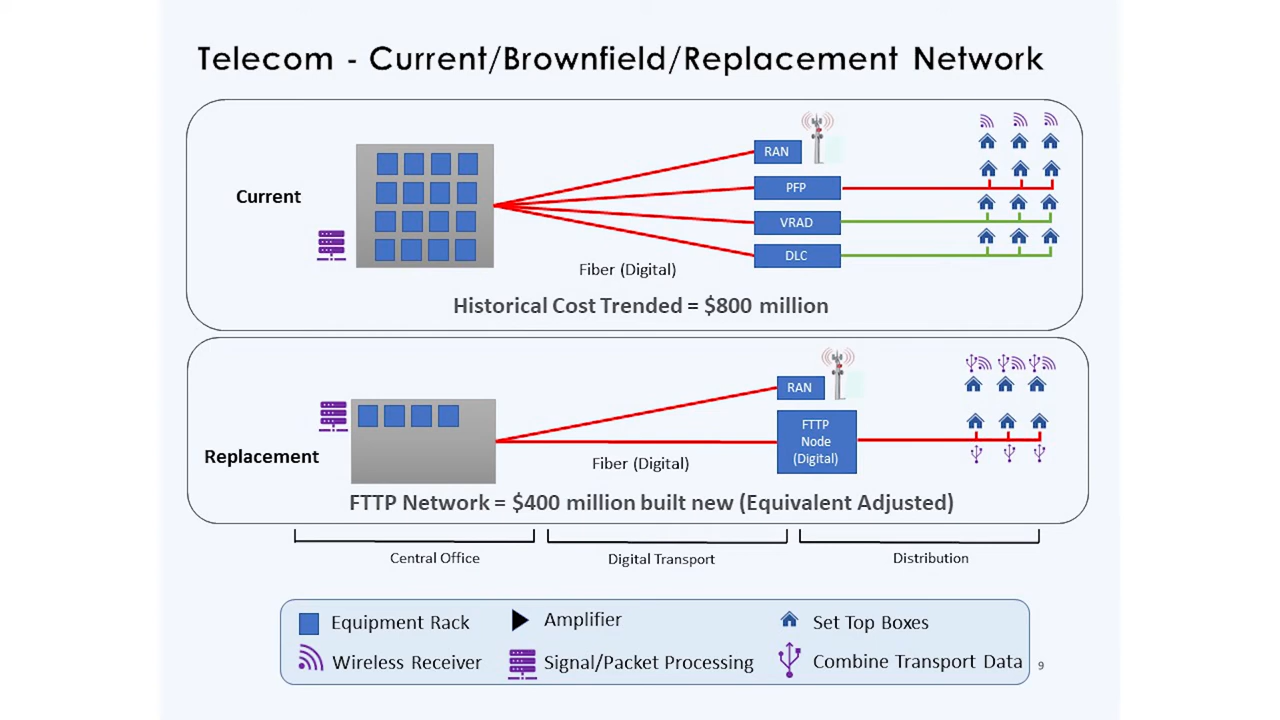 Telecom - Current/Brownfield/Replacement Network
Current
RAN
PFP
VRAD
DLC
Fiber (Digital)
Historical Cost Trended = $800 million
Replacement
RAN
FTTP
Node
(Digital)
Fiber (Digital)
FTTP Network = $400 million built new (Equivalent Adjusted)
Central Office
Digital Transport
Distribution
Equipment Rack
Amplifier
Set Top Boxes
Wireless Receiver
Signal/Packet Processing
Combine Transport Data
9